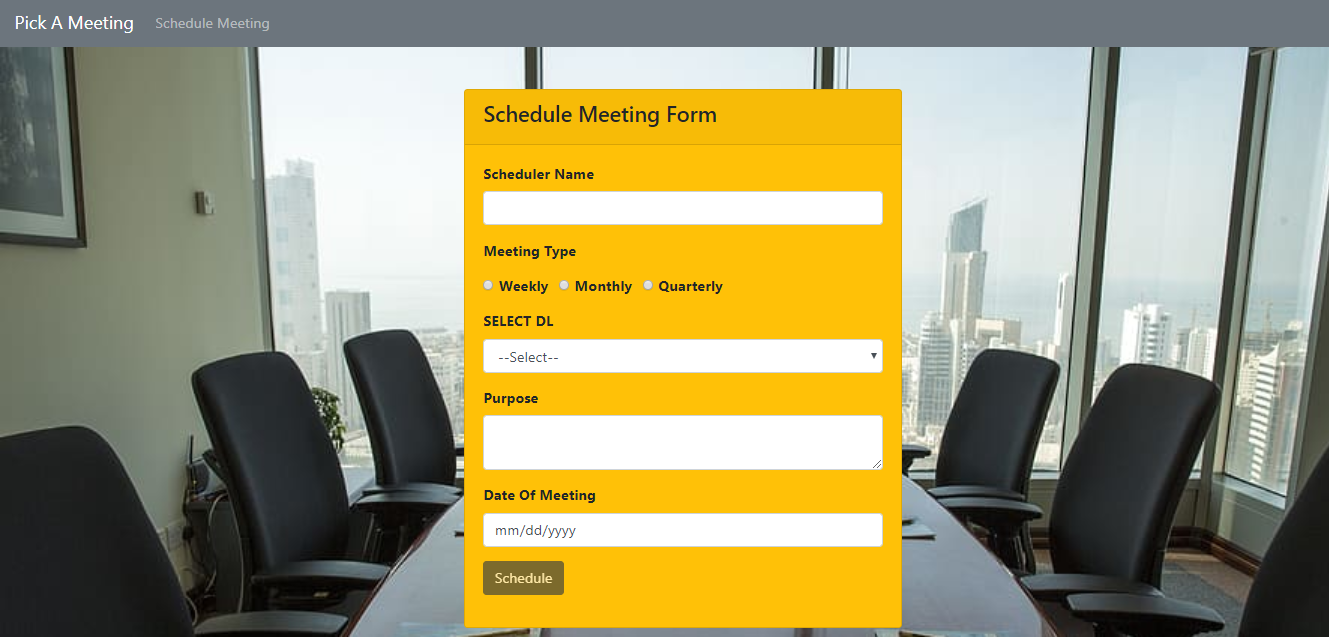 Pick A Meeting Schedule Meeting
Schedule Meeting Form
Scheduler Name
Meeting Type
Weekly Monthly Quarterly
SELECT DL
--Select--
Purpose
Date Of Meeting
mm/dd/yyyy
Schedule